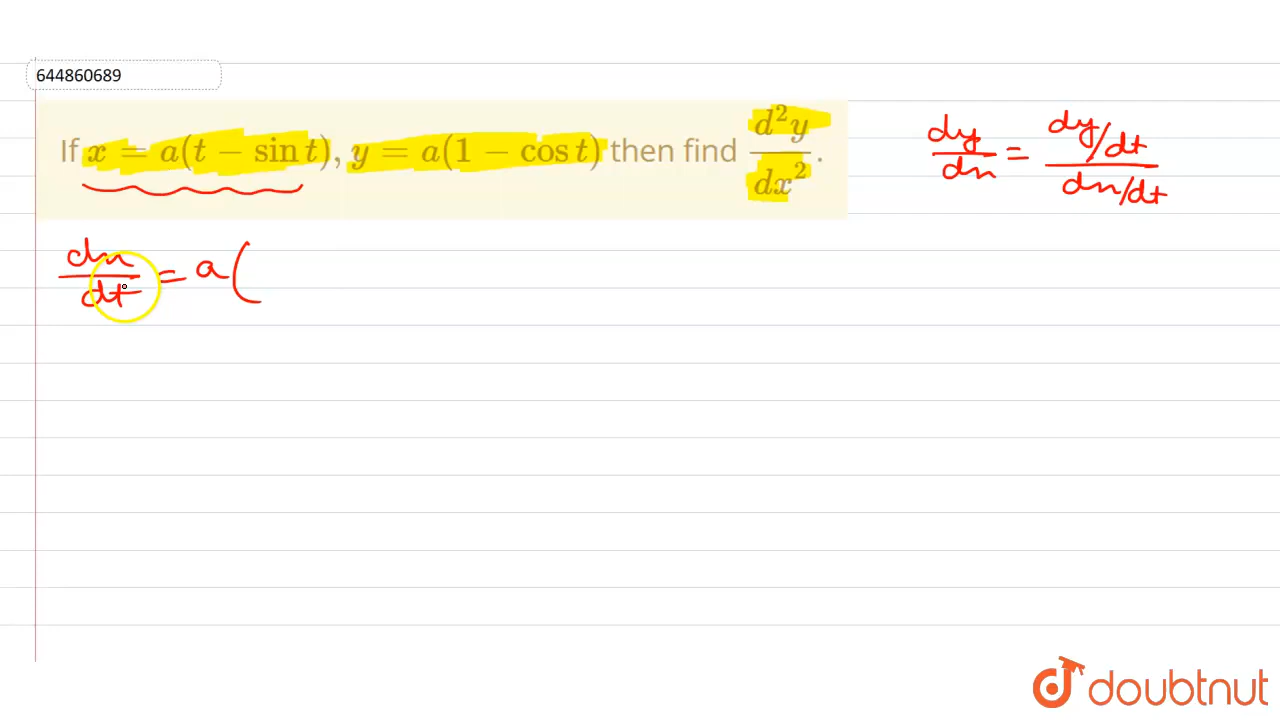 644860689
If x = a(t − sin t), y = a(1 − cos t) then find d²y/dx².
dy/dx = (dy/dt)/(dx/dt)
dx/dt = a(
doubtnut